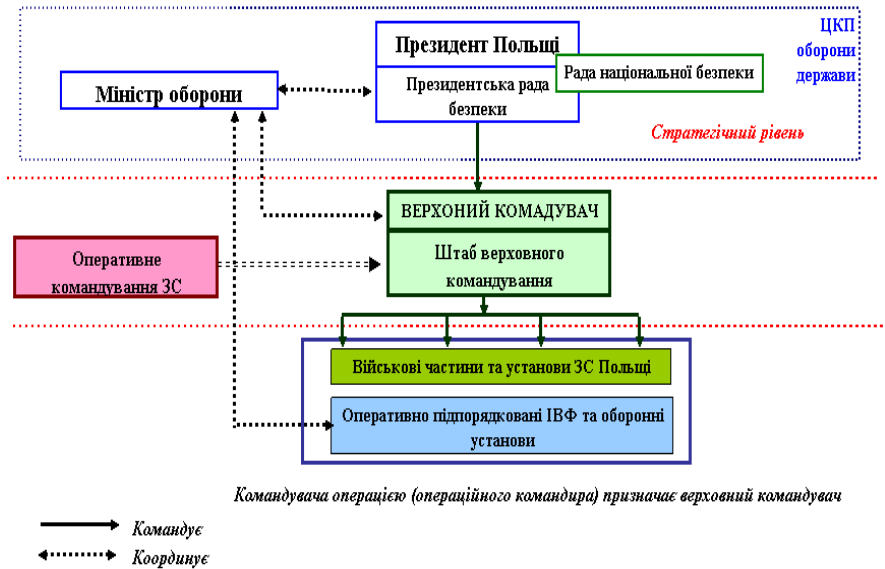 ЦКП
оборони
держави
Президент Польщі
Рада національної безпеки
Президентська рада
безпеки
Міністр оборони
Стратегічний рівень
ВЕРХОНИЙ КОМАДУВАЧ
Штаб верховного
командування
Оперативне
командування ЗС
Військові частини та установи ЗС Польщі
Оперативно підпорядковані ІВФ та оборонні
установи
Командувача операцією (операційного командира) призначає верховний командувач
Командує
Координує